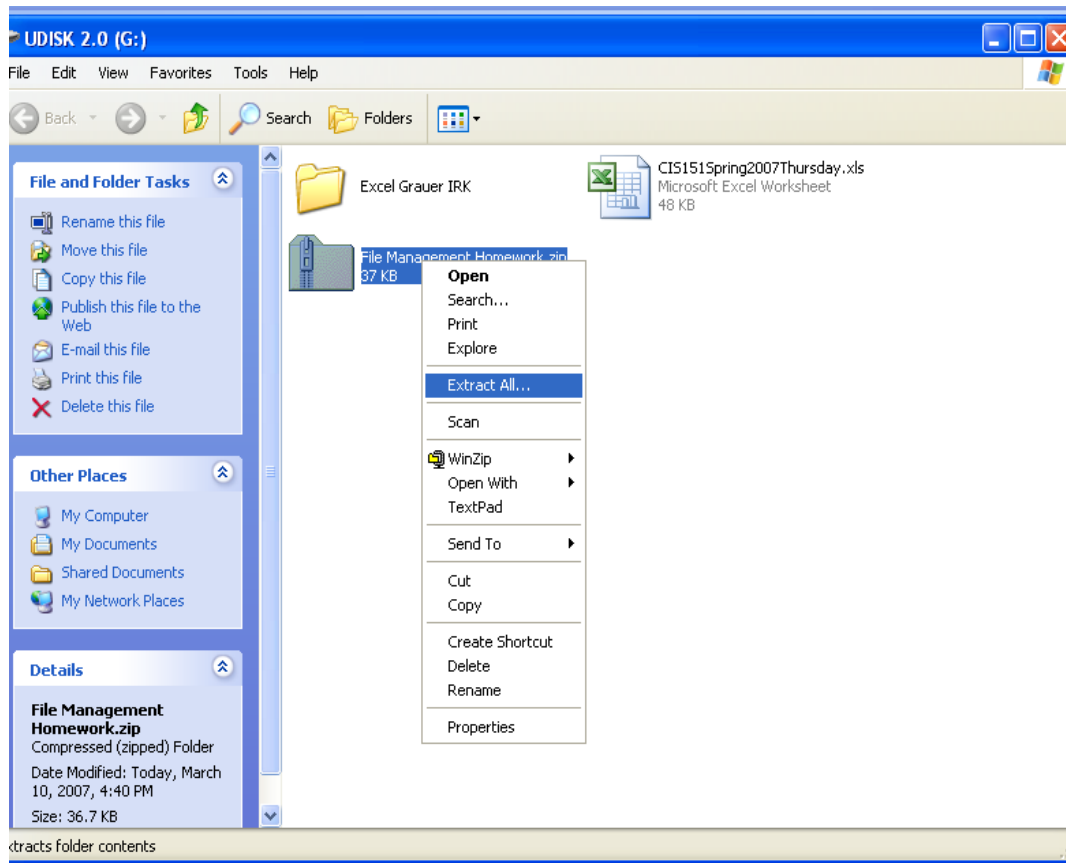 UDISK 2.0 (G:)
File Edit View Favorites Tools Help
Back Search Folders
File and Folder Tasks
Rename this file
Move this file
Copy this file
Publish this file to the
Web
E-mail this file
Print this file
Delete this file
Other Places
My Computer
My Documents
Shared Documents
My Network Places
Details
File Management
Homework.zip
Compressed (zipped) Folder
Date Modified: Today, March
10, 2007, 4:40 PM
Size: 36.7 KB
Excel Grauer IRK
CIS151Spring2007Thursday.xls
Microsoft Excel Worksheet
48 KB
File Management Homework.zip
37 KB
Open
Search...
Print
Explore
Extract All...
Scan
WinZip
Open With
TextPad
Send To
Cut
Copy
Create Shortcut
Delete
Rename
Properties
xtracts folder contents